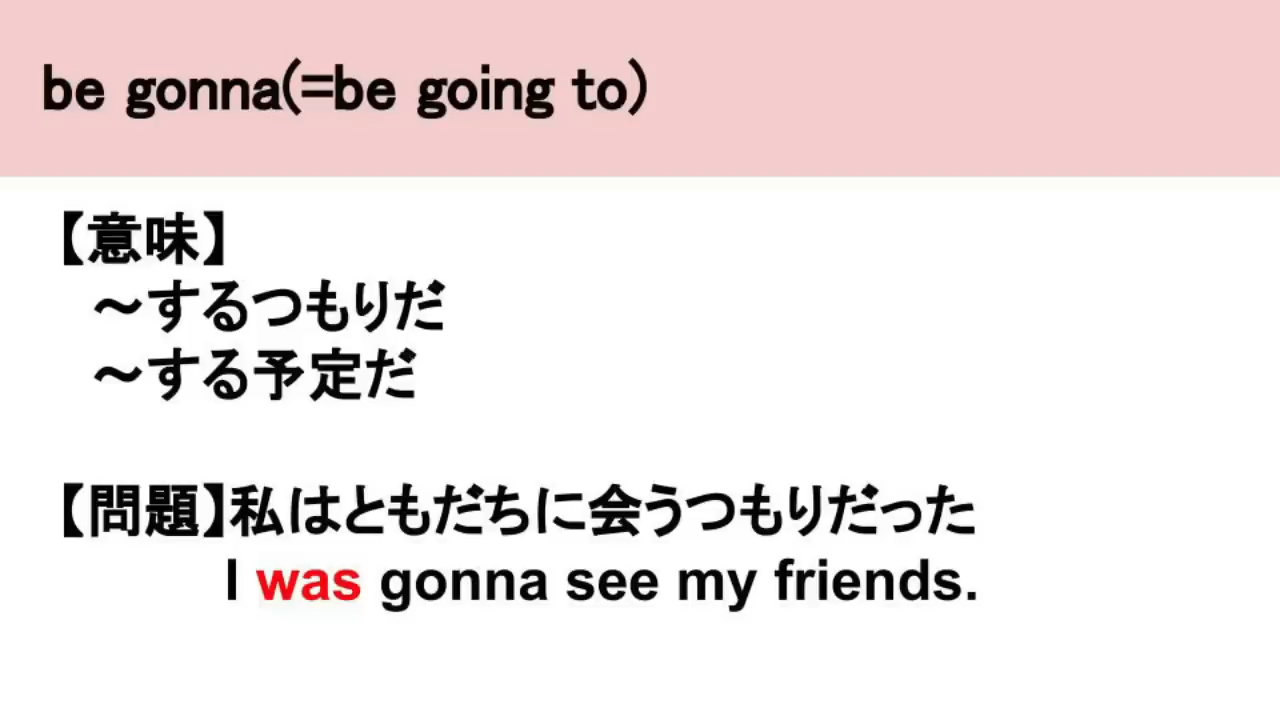 be gonna(=be going to)
【意味】
～するつもりだ
～する予定だ
【問題】私はともだちに会うつもりだった
I was gonna see my friends.